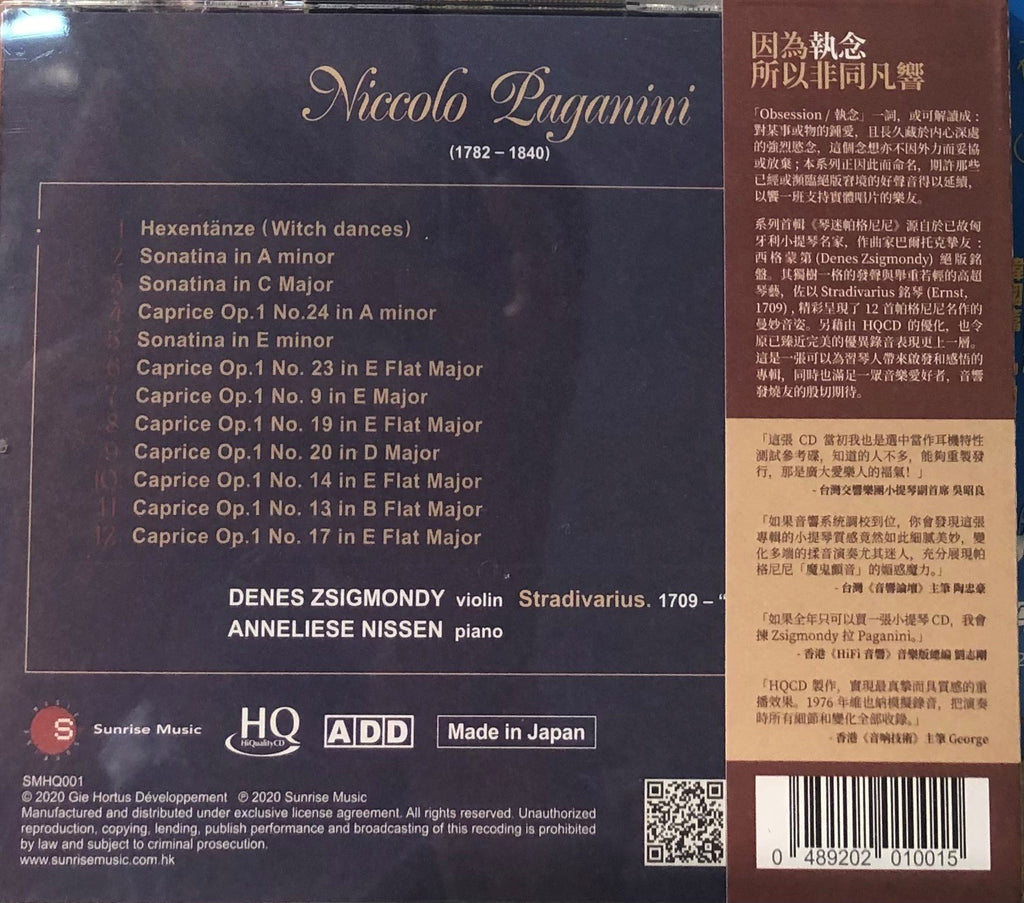 Niccolo Paganini
(1782 – 1840)
1 Hexentänze (Witch dances)
2 Sonatina in A minor
3 Sonatina in C Major
4 Caprice Op.1 No.24 in A minor
5 Sonatina in E minor
6 Caprice Op.1 No. 23 in E Flat Major
7 Caprice Op.1 No. 9 in E Major
8 Caprice Op.1 No. 19 in E Flat Major
9 Caprice Op.1 No. 20 in D Major
10 Caprice Op.1 No. 14 in E Flat Major
11 Caprice Op.1 No. 13 in B Flat Major
12 Caprice Op.1 No. 17 in E Flat Major
DENES ZSIGMONDY violin Stradivarius. 1709 – “
ANNELIESE NISSEN piano
S Sunrise Music HQ HiQualityCD ADD Made in Japan
SMHQ001
© 2020 Gie Hortus Développement ℗ 2020 Sunrise Music
Manufactured and distributed under exclusive license agreement. All rights reserved. Unauthorized
reproduction, copying, lending, publish performance and broadcasting of this recoding is prohibited
by law and subject to criminal prosecution.
www.sunrisemusic.com.hk
因為執念
所以非同凡響
「Obsession / 執念」一詞，或可解讀成：
對某事或物的鍾愛，且長久藏於內心深處
的強烈慾念，這個念想亦不因外力而妥協
或放棄；本系列正因此而命名，期許那些
已經或瀕臨絕版窘境的好聲音得以延續，
以饗一班支持實體唱片的樂友。
系列首輯《琴迷帕格尼尼》源自於已故匈
牙利小提琴名家，作曲家巴爾托克摯友：
西格蒙第 (Denes Zsigmondy) 絕版銘
盤。其獨樹一格的發聲與舉重若輕的高超
琴藝，佐以 Stradivarius 銘琴 (Ernst,
1709)，精彩呈現了 12 首帕格尼尼名作的
曼妙音姿。另藉由 HQCD 的優化，也令
原已臻近完美的優異錄音表現更上一層。
這是一張可以為習琴人帶來啟發和感悟的
專輯，同時也滿足一眾音樂愛好者，音響
發燒友的殷切期待。
「這張 CD 當初我也是選中當作耳機特性
測試參考碟，知道的人不多，能夠重製發
行，那是廣大愛樂人的福氣！」
- 台灣交響樂團小提琴副首席 吳昭良
「如果音響系統調校到位，你會發現這張
專輯的小提琴質感竟然如此細膩美妙，變
化多端的揉音演奏尤其迷人，充分展現帕
格尼尼「魔鬼顫音」的媚惑魔力。」
- 台灣《音響論壇》主筆 陶忠豪
「如果全年只可以買一張小提琴 CD，我會
揀 Zsigmondy 拉 Paganini。」
- 香港《HiFi 音響》音樂版總編 劉志剛
「HQCD 製作，實現最真摯而具質感的重
播效果。1976 年維也納模擬錄音，把演奏
時所有細節和變化全部收錄。」
- 香港《音响技術》主筆 George
0 489202 010015